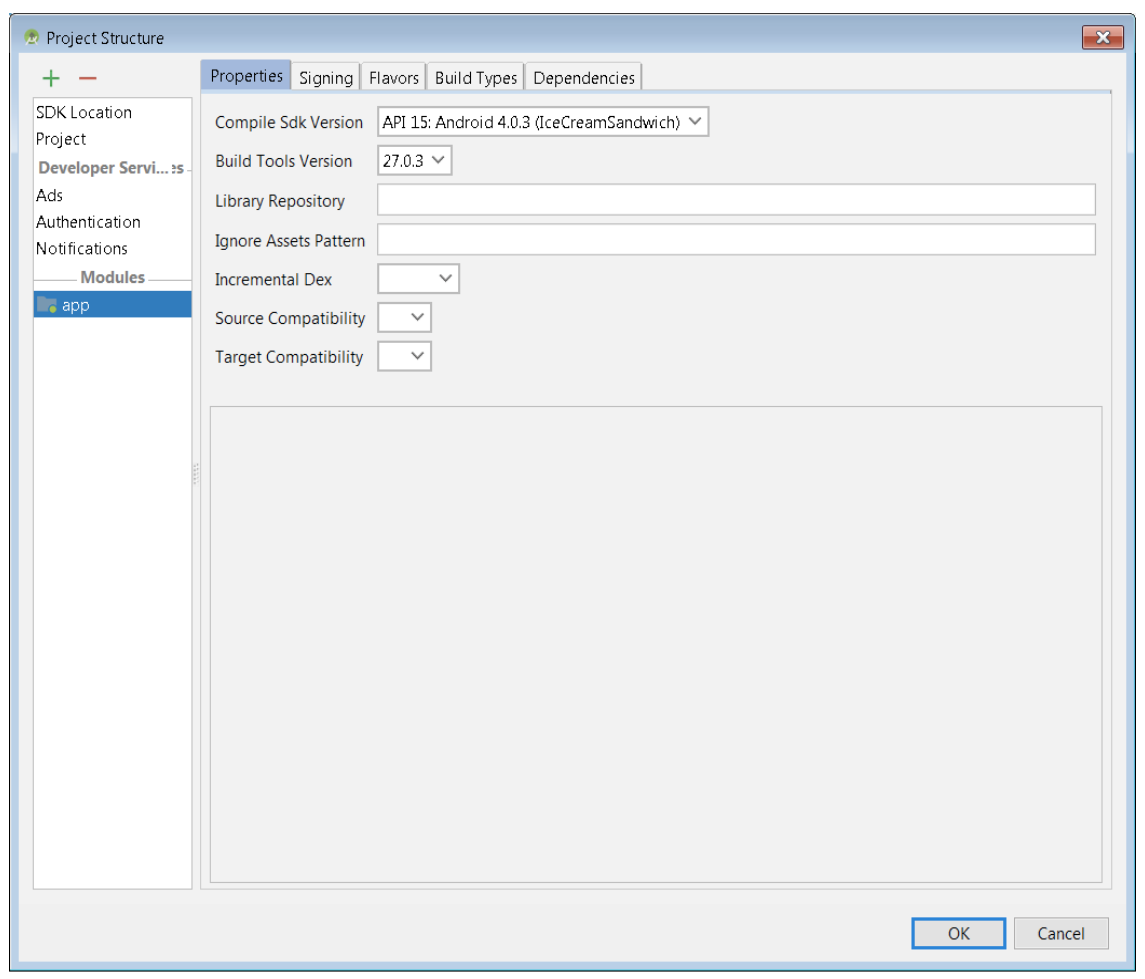 Project Structure
SDK Location
Project
Developer Servi... :s
Ads
Authentication
Notifications
Modules
app
Properties Signing Flavors Build Types Dependencies
Compile Sdk Version API 15: Android 4.0.3 (IceCreamSandwich)
Build Tools Version 27.0.3
Library Repository
Ignore Assets Pattern
Incremental Dex
Source Compatibility
Target Compatibility
OK Cancel